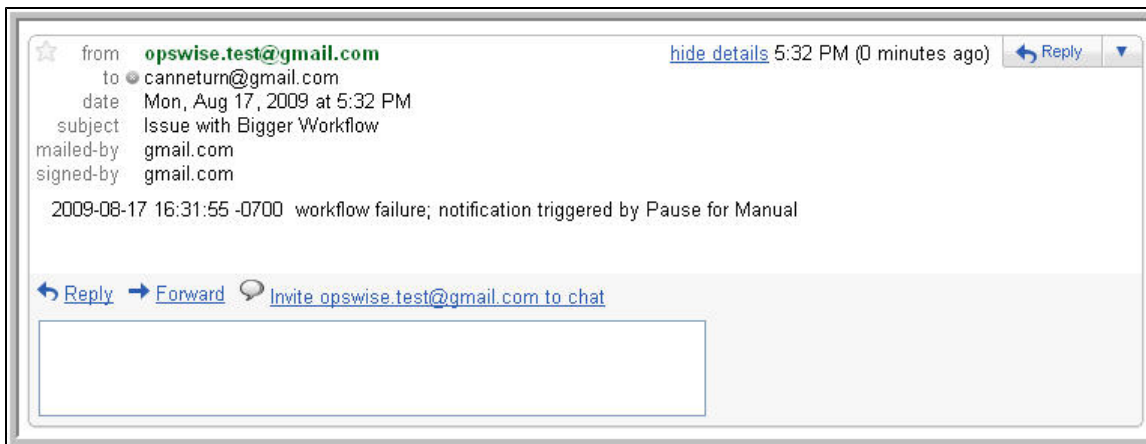 from opswise.test@gmail.com hide details 5:32 PM (0 minutes ago) Reply
to canneturn@gmail.com
date Mon, Aug 17, 2009 at 5:32 PM
subject Issue with Bigger Workflow
mailed-by gmail.com
signed-by gmail.com
2009-08-17 16:31:55 -0700 workflow failure; notification triggered by Pause for Manual
Reply Forward Invite opswise.test@gmail.com to chat